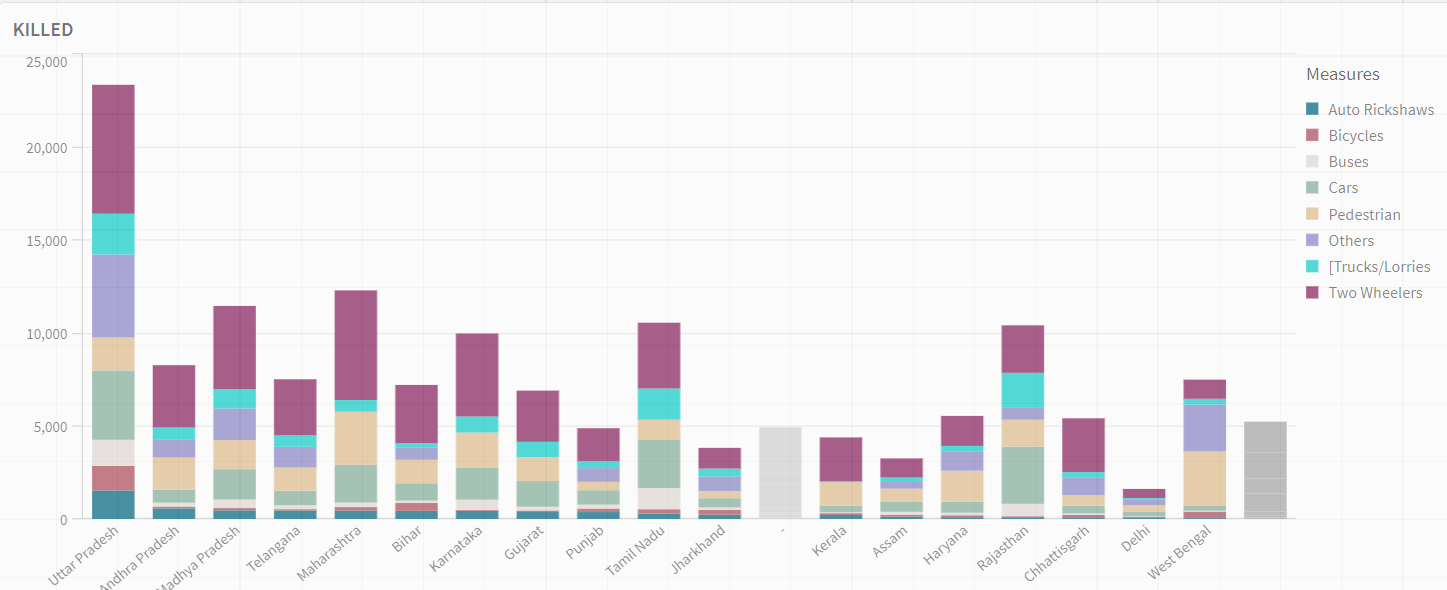 KILLED
25,000
20,000
15,000
10,000
5,000
0
Uttar Pradesh
Andhra Pradesh
Madhya Pradesh
Telangana
Maharashtra
Bihar
Karnataka
Gujarat
Punjab
Tamil Nadu
Jharkhand
-
Kerala
Assam
Haryana
Rajasthan
Chhattisgarh
Delhi
West Bengal
Measures
Auto Rickshaws
Bicycles
Buses
Cars
Pedestrian
Others
[Trucks/Lorries
Two Wheelers